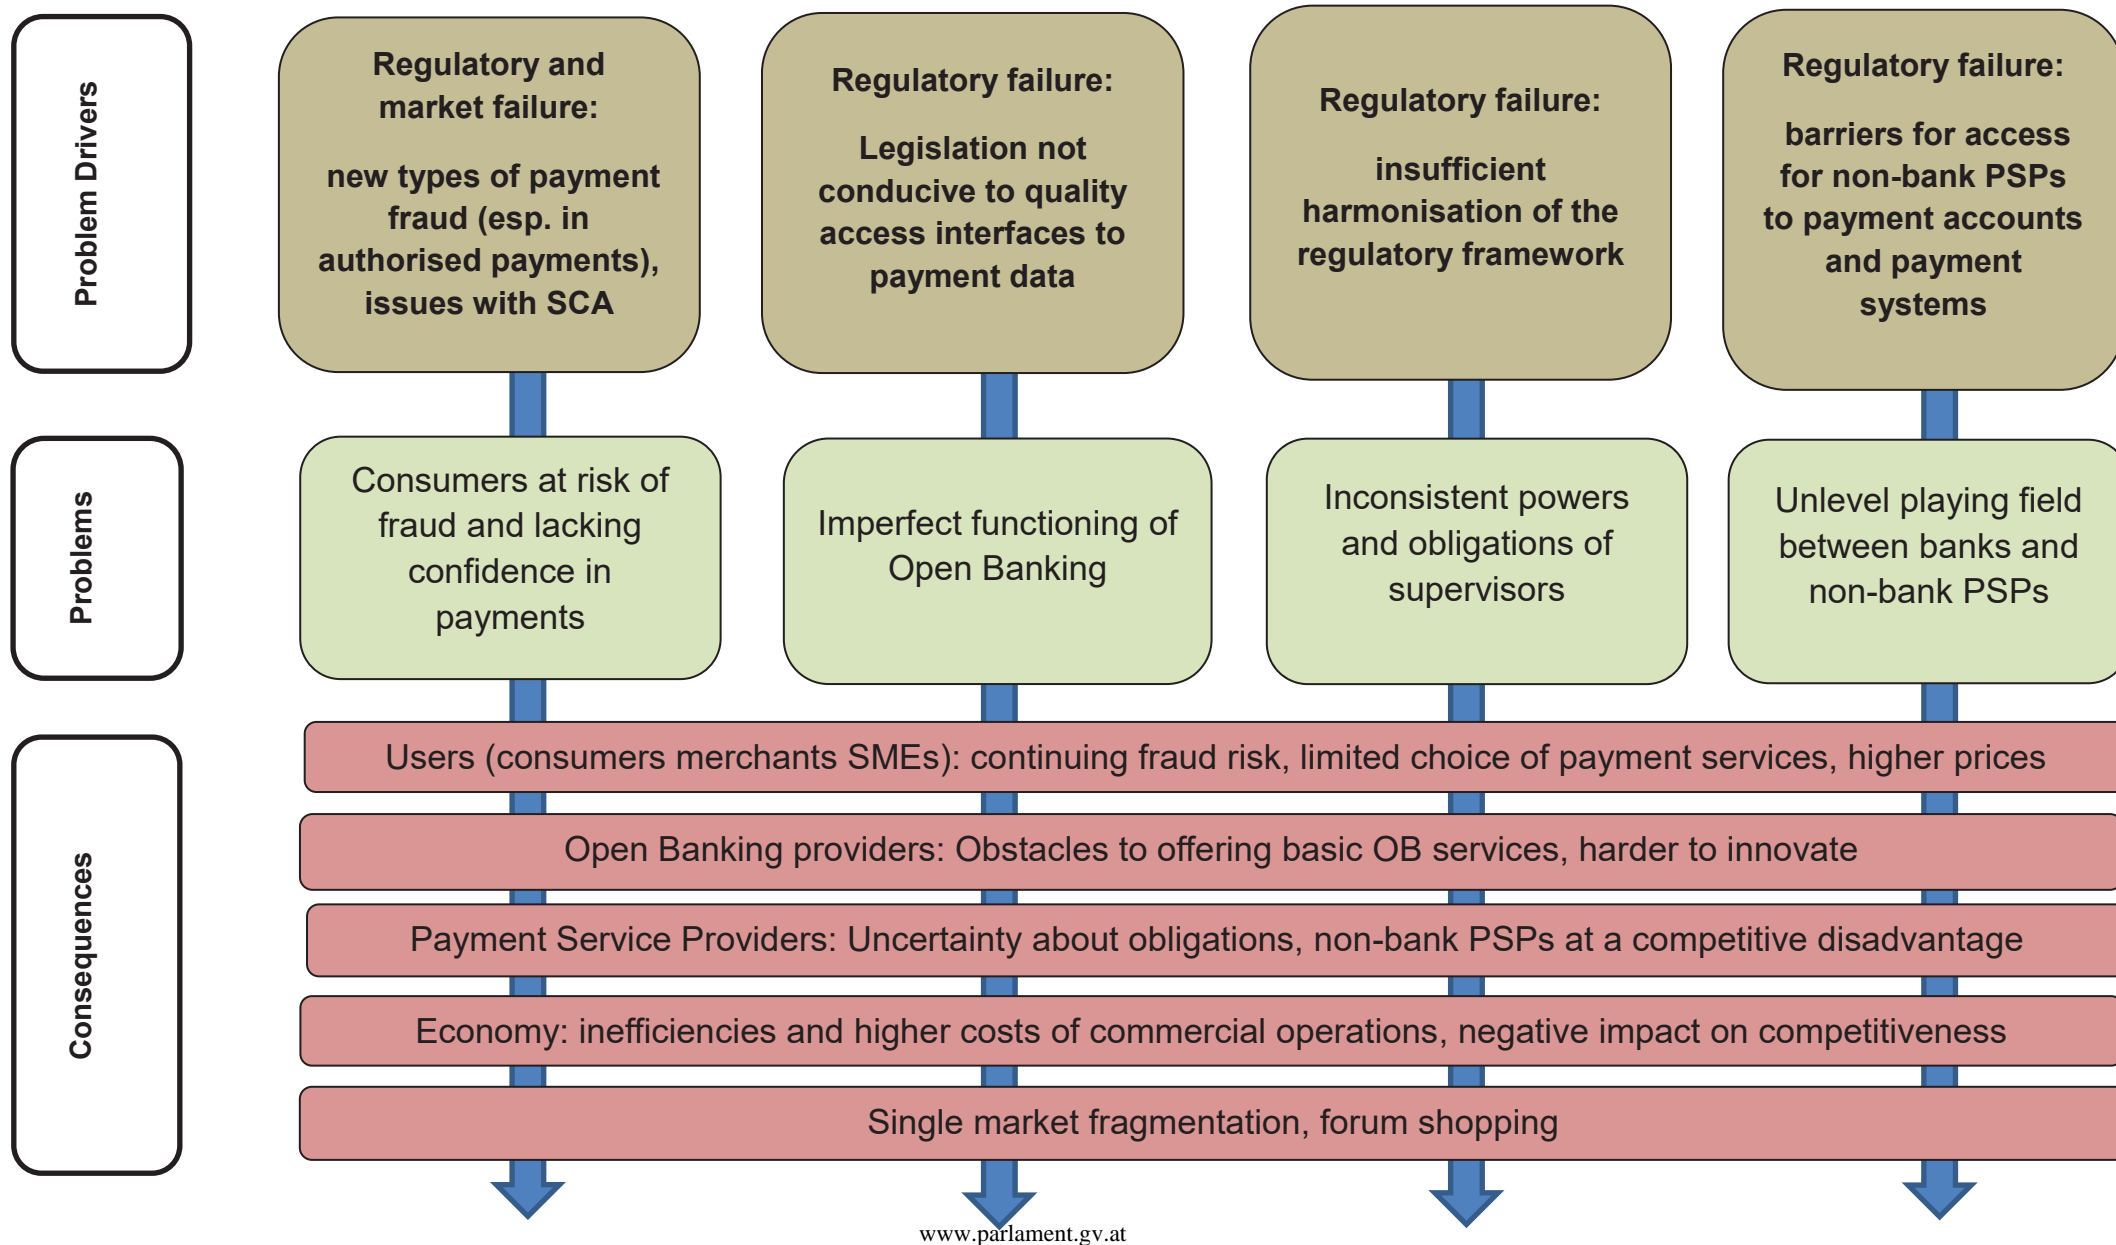 Problem Drivers
Regulatory and
market failure:
new types of payment
fraud (esp. in
authorised payments),
issues with SCA
Regulatory failure:
Legislation not
conducive to quality
access interfaces to
payment data
Regulatory failure:
insufficient
harmonisation of the
regulatory framework
Regulatory failure:
barriers for access
for non-bank PSPs
to payment accounts
and payment
systems
Problems
Consumers at risk of
fraud and lacking
confidence in
payments
Imperfect functioning of
Open Banking
Inconsistent powers
and obligations of
supervisors
Unlevel playing field
between banks and
non-bank PSPs
Consequences
Users (consumers merchants SMEs): continuing fraud risk, limited choice of payment services, higher prices
Open Banking providers: Obstacles to offering basic OB services, harder to innovate
Payment Service Providers: Uncertainty about obligations, non-bank PSPs at a competitive disadvantage
Economy: inefficiencies and higher costs of commercial operations, negative impact on competitiveness
Single market fragmentation, forum shopping
www.parlament.gv.at